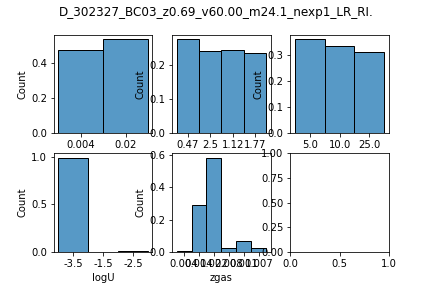 D_302327_BC03_z0.69_v60.00_m24.1_nexp1_LR_RI.
Count
0.4
0.2
0.0
0.004 0.02
Count
0.2
0.1
0.0
0.47 2.5 1.12 1.77
Count
0.3
0.2
0.1
0.0
5.0 10.0 25.0
Count
1.0
0.5
0.0
-3.5 -1.5 -2.5
logU
Count
0.6
0.4
0.2
0.0
zgas
1.00
0.75
0.50
0.25
0.00
0.0 0.5 1.0